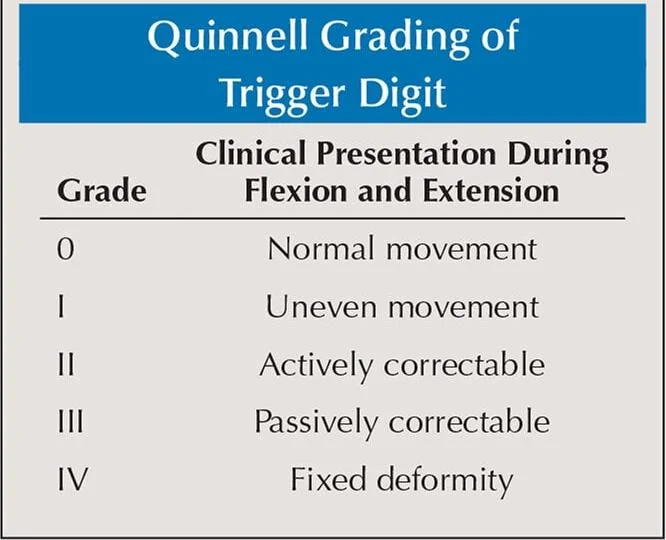 Quinnell Grading of
Trigger Digit
Clinical Presentation During
Grade Flexion and Extension
0 Normal movement
I Uneven movement
II Actively correctable
III Passively correctable
IV Fixed deformity